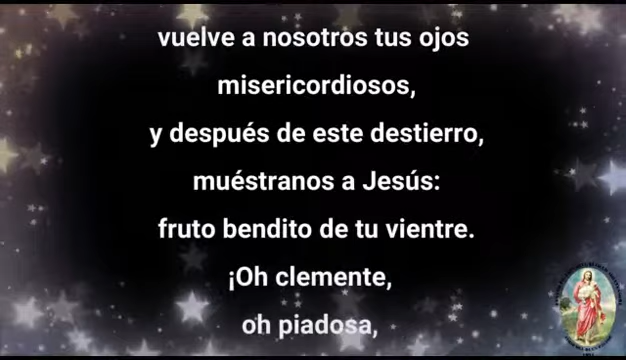 vuelve a nosotros tus ojos
misericordiosos,
y después de este destierro,
muéstranos a Jesús:
fruto bendito de tu vientre.
¡Oh clemente,
oh piadosa,